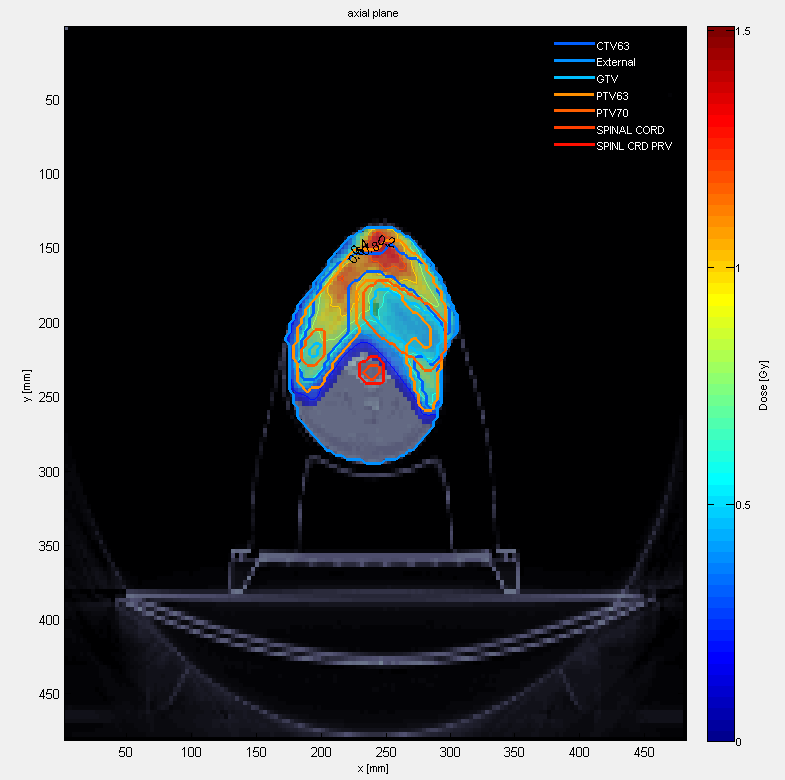 axial plane
CTV63
External
GTV
PTV63
PTV70
SPINAL CORD
SPINL CRD PRV
50
100
150
200
250
300
350
400
450
y [mm]
50
100
150
200
250
300
350
400
450
x [mm]
1.5
1
0.5
0
Dose [Gy]